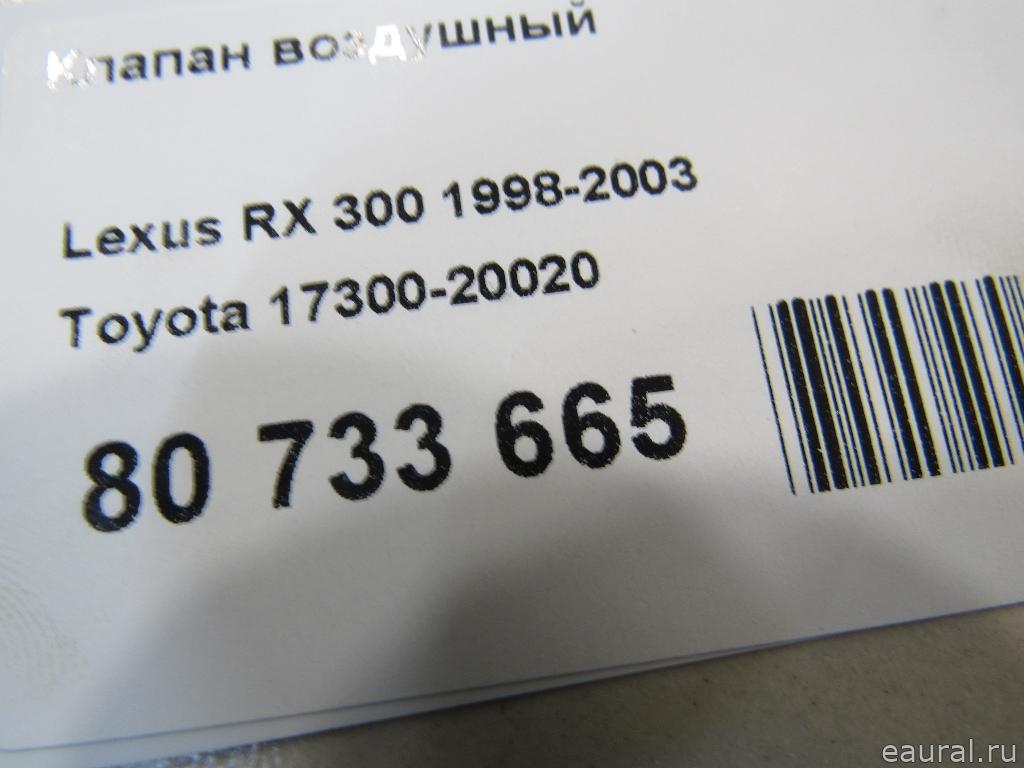 Клапан воздушный
Lexus RX 300 1998-2003
Toyota 17300-20020
80 733 665
eaural.ru